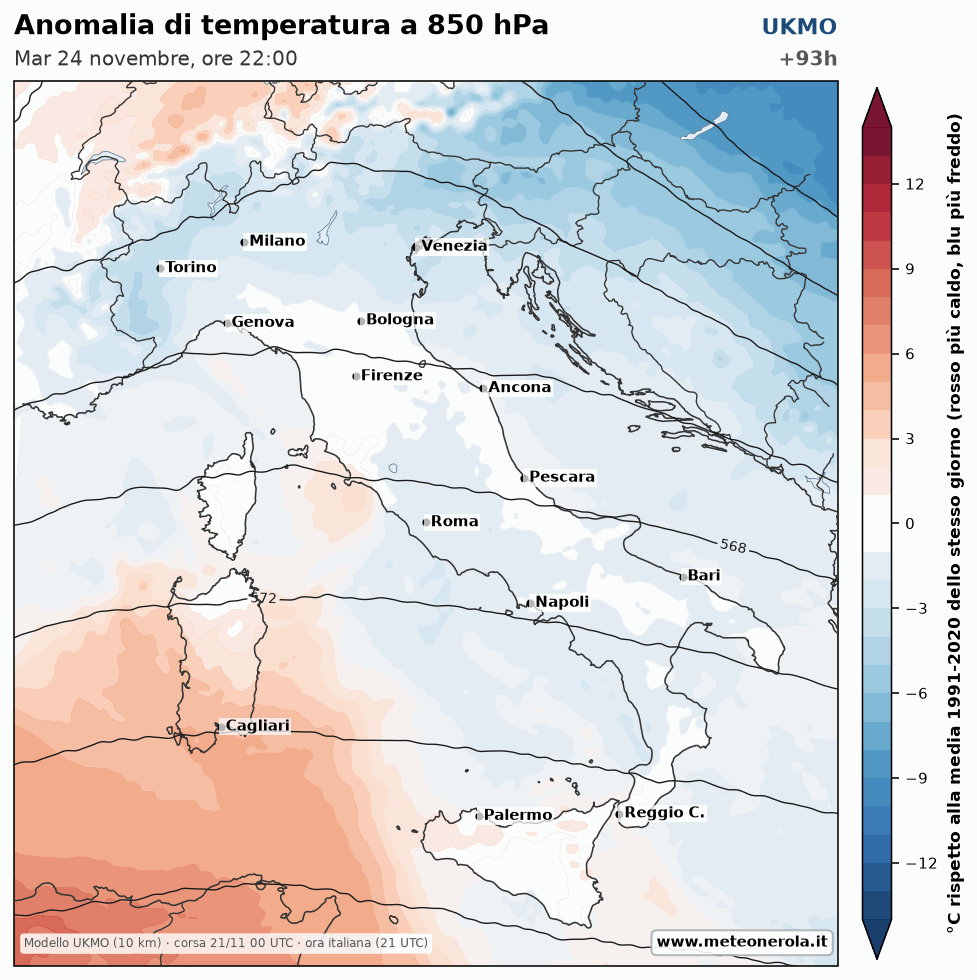 Anomalia di temperatura a 850 hPa
UKMO
Mar 24 novembre, ore 22:00
+93h
Milano
Venezia
Torino
Genova
Bologna
Firenze
Ancona
Pescara
Roma
568
Bari
572
Napoli
Cagliari
Palermo
Reggio C.
Modello UKMO (10 km) · corsa 21/11 00 UTC · ora italiana (21 UTC)
www.meteonerola.it
12
9
6
3
0
−3
−6
−9
−12
°C rispetto alla media 1991-2020 dello stesso giorno (rosso più caldo, blu più freddo)